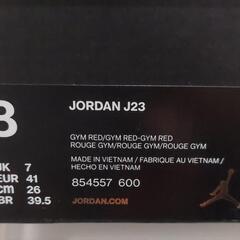 8
JORDAN J23
GYM RED/GYM RED-GYM RED
ROUGE GYM/ROUGE GYM/ROUGE GYM
MADE IN VIETNAM / FABRIQUE AU VIETNAM /
HECHO EN VIETNAM
UK 7
EUR 41
cm 26
BR 39.5
854557 600
JORDAN.COM